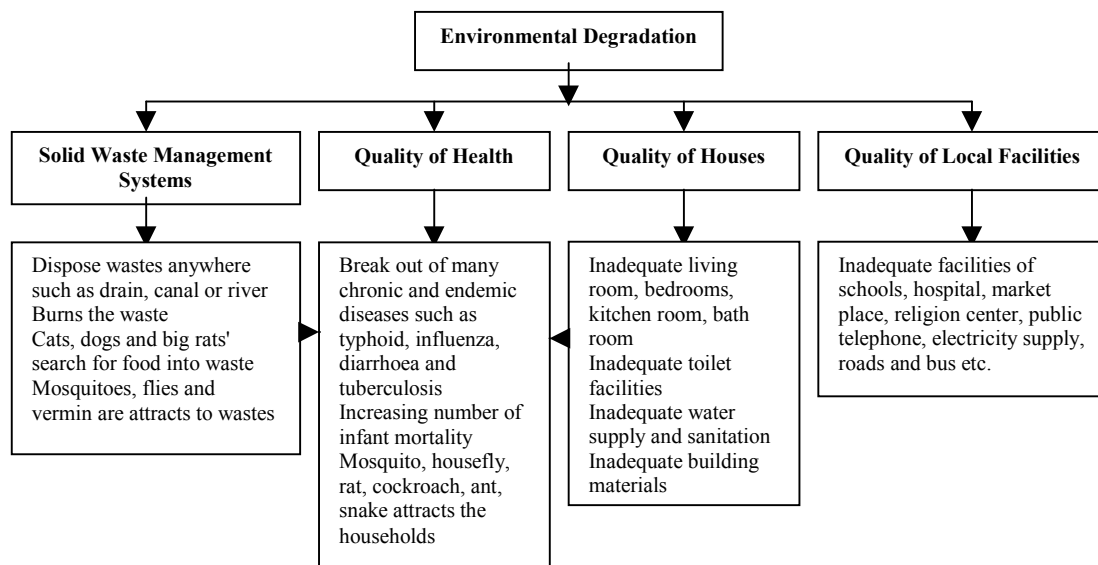 Environmental Degradation
Solid Waste Management
Systems
Quality of Health
Quality of Houses
Quality of Local Facilities
Dispose wastes anywhere
such as drain, canal or river
Burns the waste
Cats, dogs and big rats'
search for food into waste
Mosquitoes, flies and
vermin are attracts to wastes
Break out of many
chronic and endemic
diseases such as
typhoid, influenza,
diarrhoea and
tuberculosis
Increasing number of
infant mortality
Mosquito, housefly,
rat, cockroach, ant,
snake attracts the
households
Inadequate living
room, bedrooms,
kitchen room, bath
room
Inadequate toilet
facilities
Inadequate water
supply and sanitation
Inadequate building
materials
Inadequate facilities of
schools, hospital, market
place, religion center, public
telephone, electricity supply,
roads and bus etc.